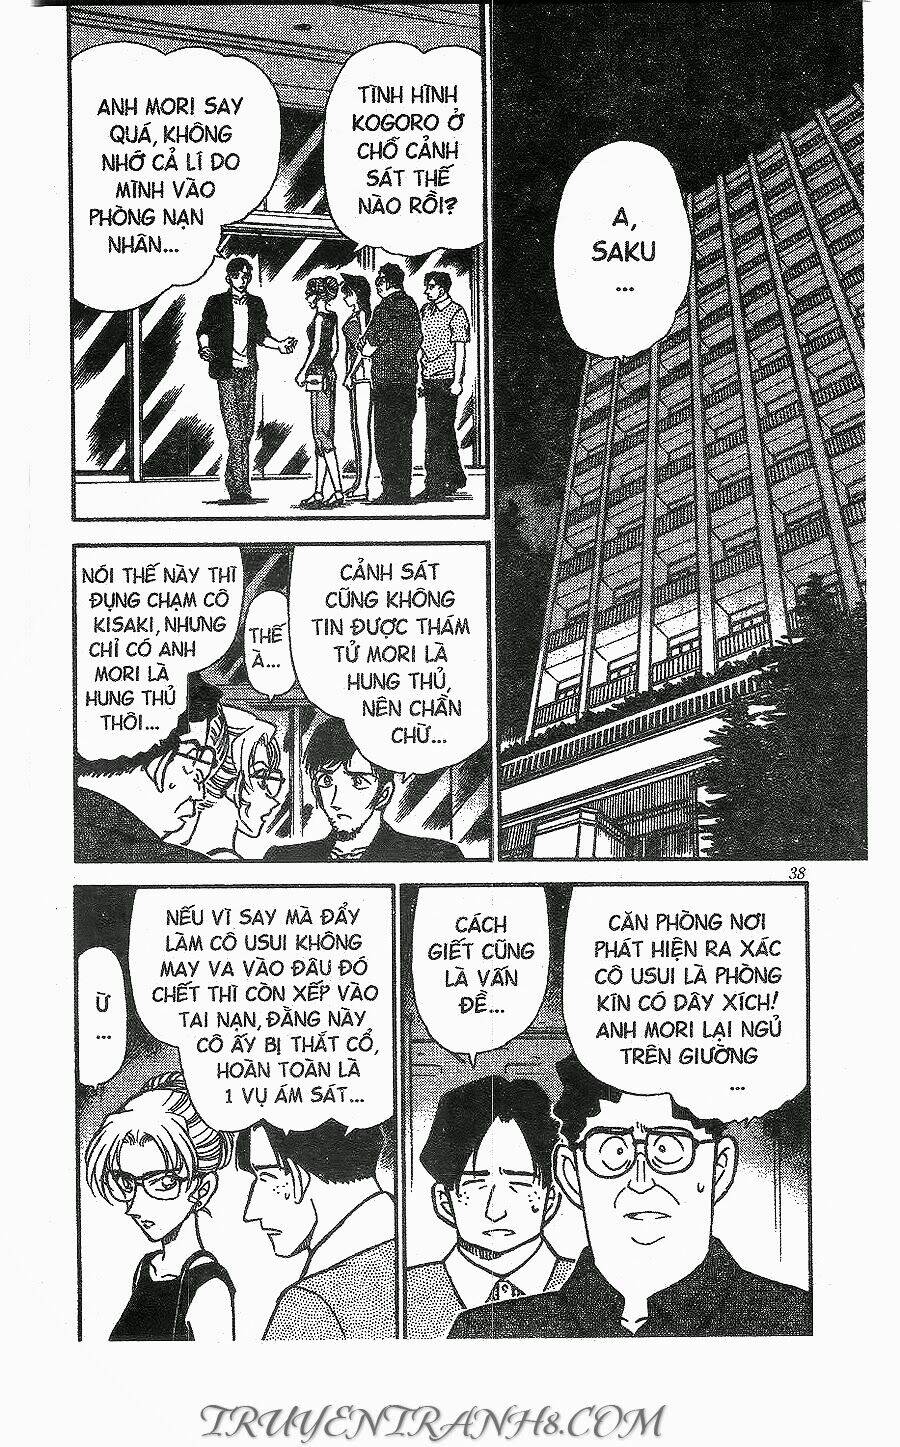 A,
SAKU
...
TÌNH HÌNH
KOGORO Ở
CHỖ CẢNH
SÁT THẾ
NÀO RỒI?
ANH MORI SAY
QUÁ, KHÔNG
NHỚ CẢ LÍ DO
MÌNH VÀO
PHÒNG NẠN
NHÂN...
CẢNH SÁT
CŨNG KHÔNG
TIN ĐƯỢC THÁM
TỬ MORI LÀ
HUNG THỦ,
NÊN CHẦN
CHỪ...
THẾ
À...
NÓI THẾ NÀY THÌ
ĐỤNG CHẠM CÔ
KISAKI, NHƯNG
CHỈ CÓ ANH
MORI LÀ
HUNG THỦ
THÔI...
38
CĂN PHÒNG NƠI
PHÁT HIỆN RA XÁC
CÔ USUI LÀ PHÒNG
KÍN CÓ DÂY XÍCH!
ANH MORI LẠI NGỦ
TRÊN GIƯỜNG
...
CÁCH
GIẾT CŨNG
LÀ VẤN
ĐỀ...
NẾU VÌ SAY MÀ ĐẨY
LÀM CÔ USUI KHÔNG
MAY VA VÀO ĐÂU ĐÓ
CHẾT THÌ CÒN XẾP VÀO
TAI NẠN, ĐẰNG NÀY
CÔ ẤY BỊ THẮT CỔ,
HOÀN TOÀN LÀ
1 VỤ ÁM SÁT...
Ừ
...
TRUYENTRANH8.COM